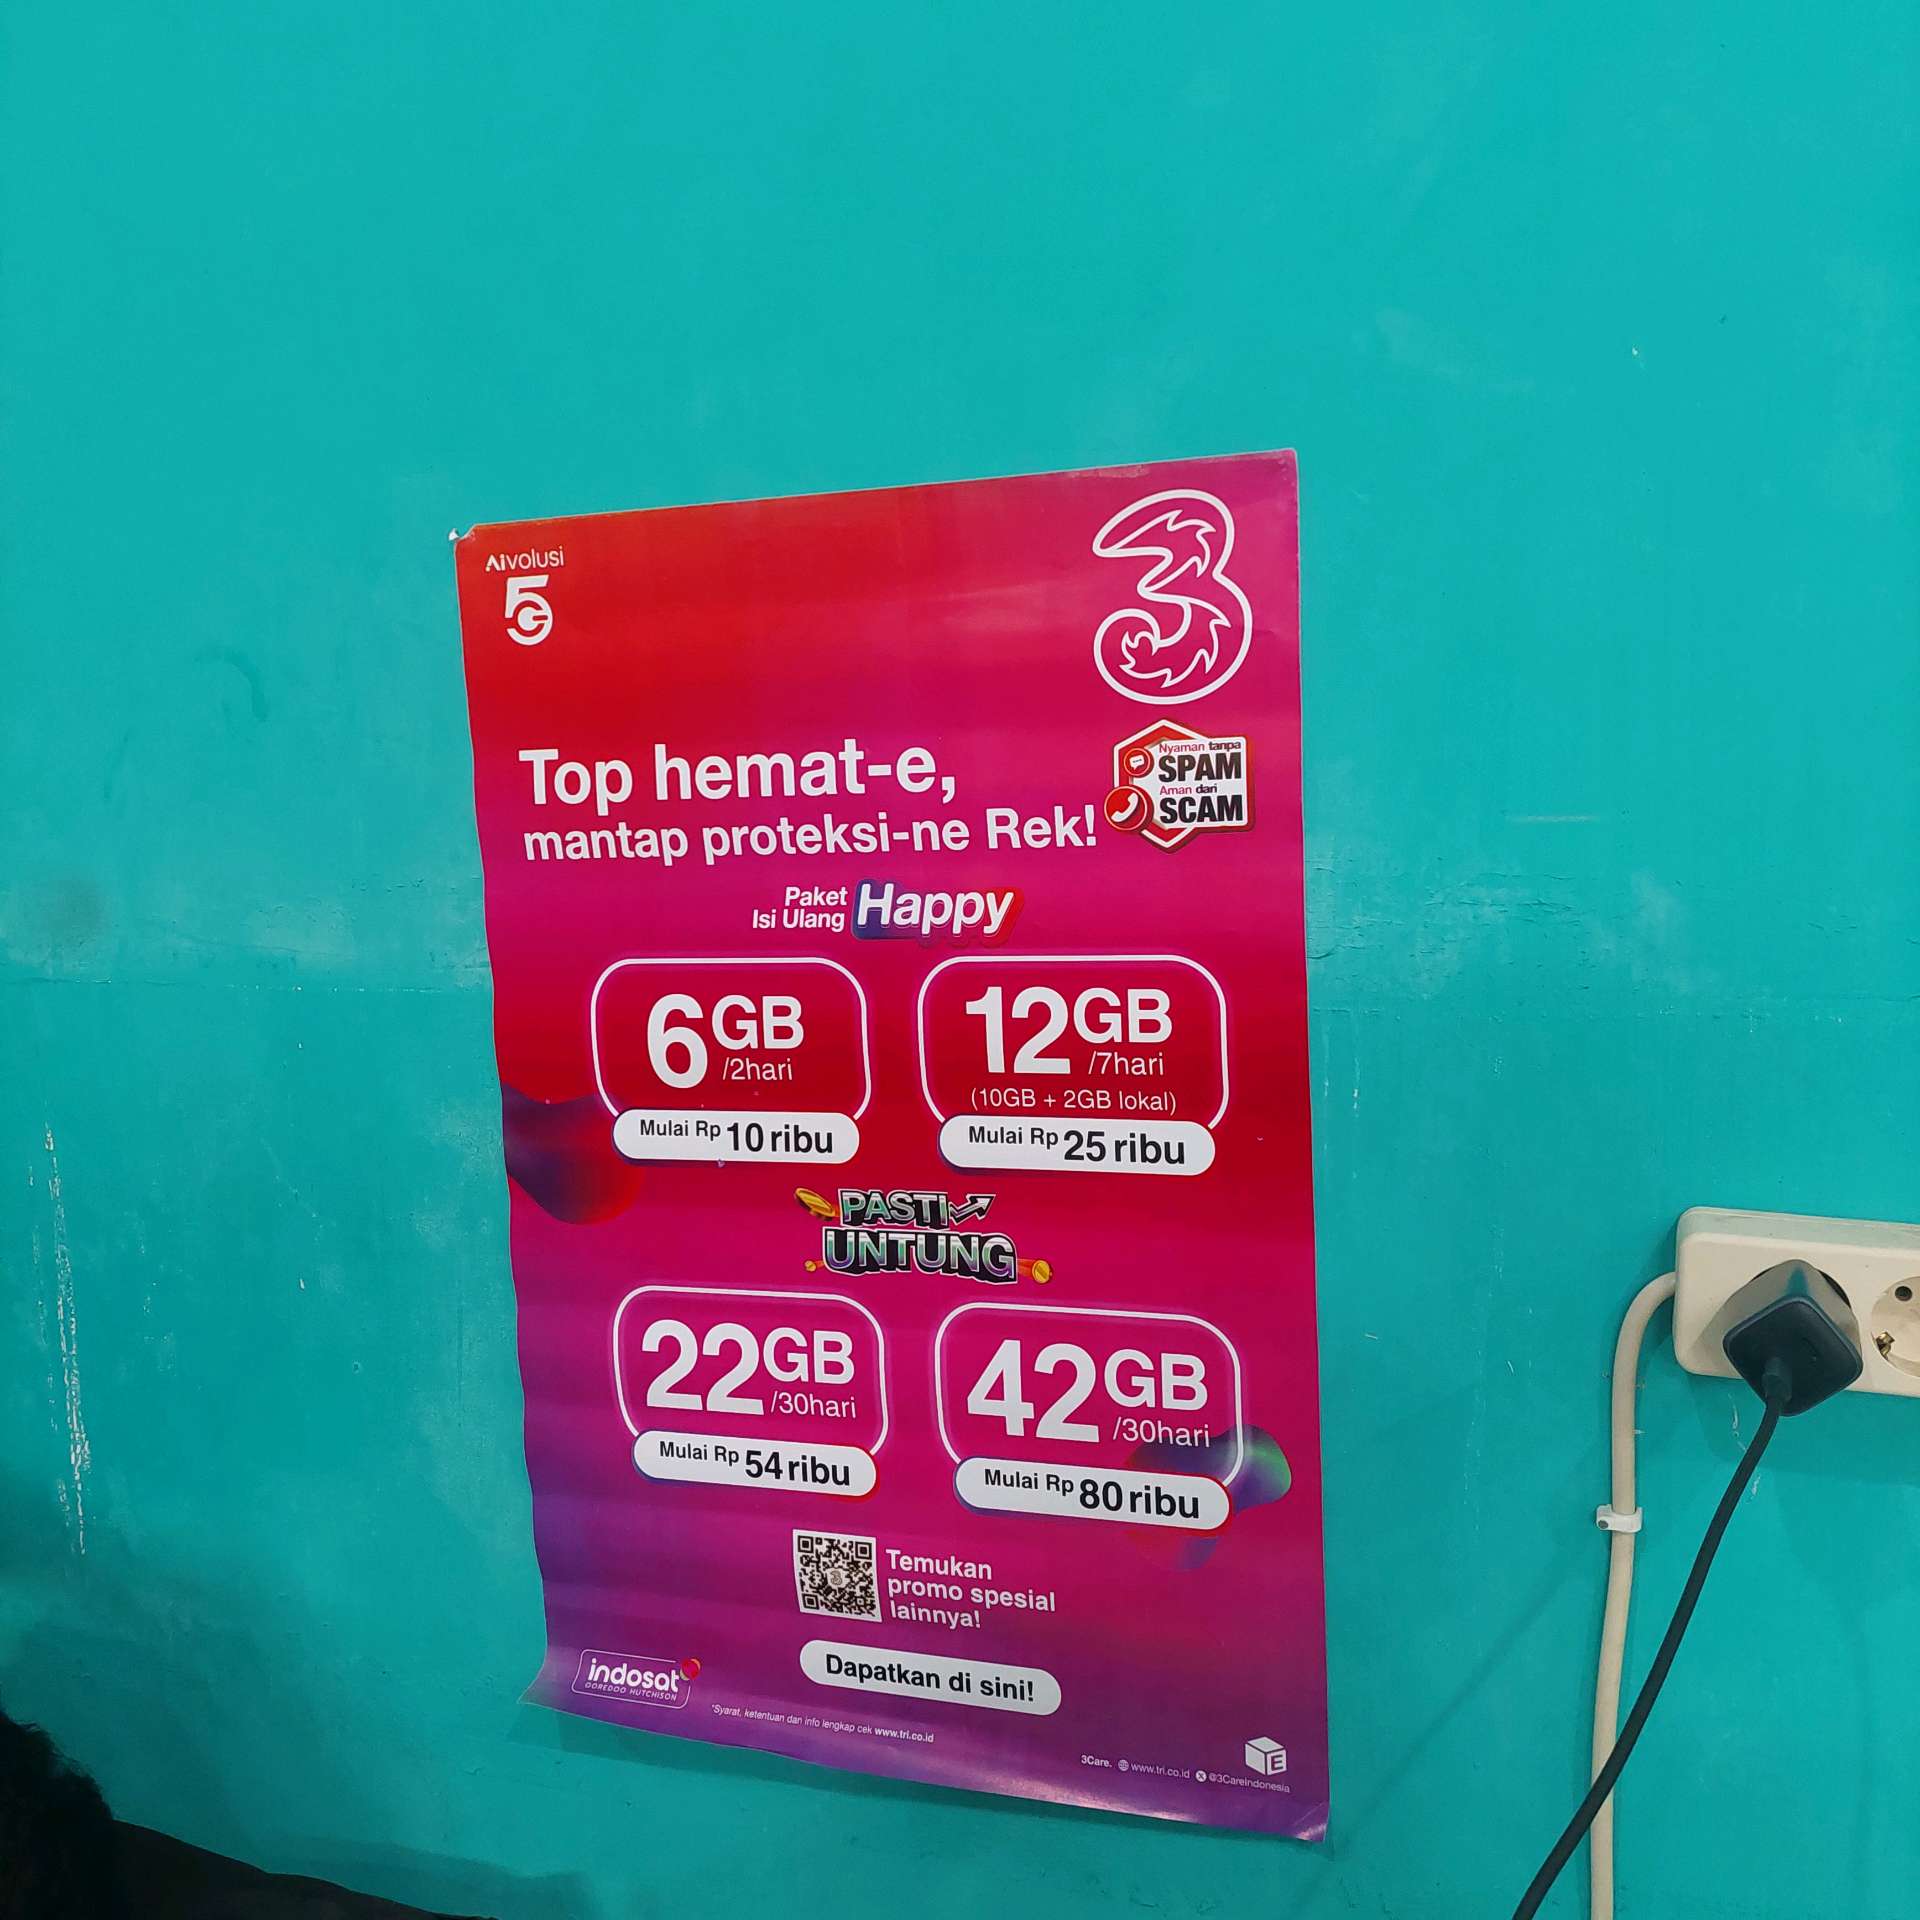 Aivolusi
5G
3
Top hemat-e,
mantap proteksi-ne Rek!
Nyaman tanpa
SPAM
Aman dari
SCAM
Paket
Isi Ulang
Happy
6GB
/2hari
Mulai Rp 10 ribu
12GB
/7hari
(10GB + 2GB lokal)
Mulai Rp 25 ribu
PASTI
UNTUNG
22GB
/30hari
Mulai Rp 54 ribu
42GB
/30hari
Mulai Rp 80 ribu
Temukan
promo spesial
lainnya!
Dapatkan di sini!
indosat
OOREDOO HUTCHISON
*Syarat, ketentuan dan info lengkap cek www.tri.co.id
3Care. www.tri.co.id @3CareIndonesia
E